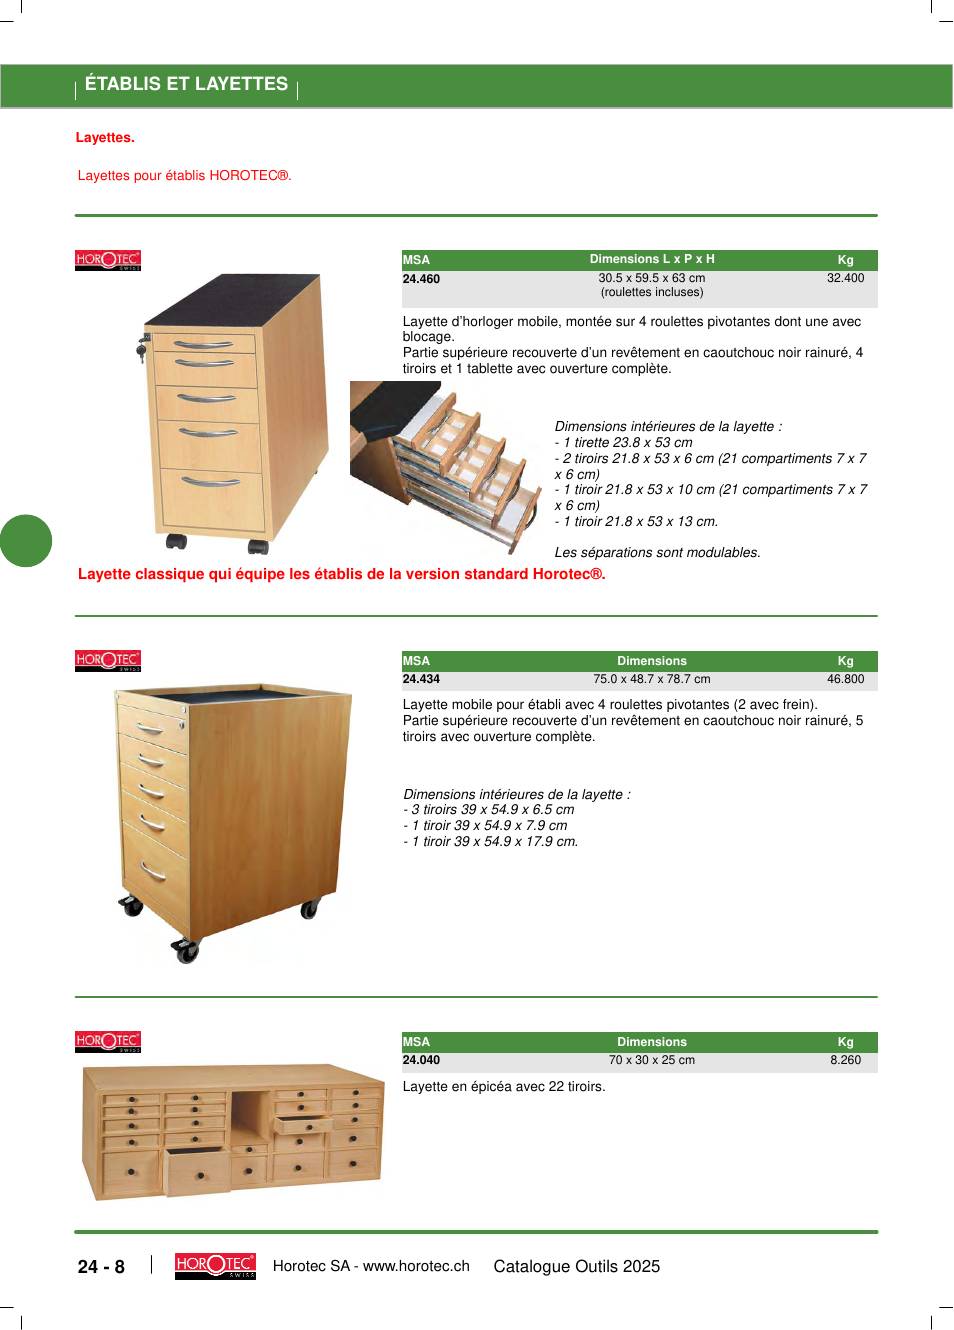 ÉTABLIS ET LAYETTES
Layettes.
Layettes pour établis HOROTEC®.
HOROTEC®
SWISS
MSA Dimensions L x P x H Kg
24.460 30.5 x 59.5 x 63 cm 32.400
(roulettes incluses)
Layette d'horloger mobile, montée sur 4 roulettes pivotantes dont une avec
blocage.
Partie supérieure recouverte d'un revêtement en caoutchouc noir rainuré, 4
tiroirs et 1 tablette avec ouverture complète.
Dimensions intérieures de la layette :
- 1 tirette 23.8 x 53 cm
- 2 tiroirs 21.8 x 53 x 6 cm (21 compartiments 7 x 7
x 6 cm)
- 1 tiroir 21.8 x 53 x 10 cm (21 compartiments 7 x 7
x 6 cm)
- 1 tiroir 21.8 x 53 x 13 cm.
Les séparations sont modulables.
Layette classique qui équipe les établis de la version standard Horotec®.
HOROTEC®
SWISS
MSA Dimensions Kg
24.434 75.0 x 48.7 x 78.7 cm 46.800
Layette mobile pour établi avec 4 roulettes pivotantes (2 avec frein).
Partie supérieure recouverte d'un revêtement en caoutchouc noir rainuré, 5
tiroirs avec ouverture complète.
Dimensions intérieures de la layette :
- 3 tiroirs 39 x 54.9 x 6.5 cm
- 1 tiroir 39 x 54.9 x 7.9 cm
- 1 tiroir 39 x 54.9 x 17.9 cm.
HOROTEC®
SWISS
MSA Dimensions Kg
24.040 70 x 30 x 25 cm 8.260
Layette en épicéa avec 22 tiroirs.
24 - 8 HOROTEC® SWISS Horotec SA - www.horotec.ch Catalogue Outils 2025